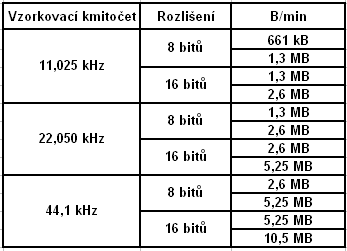 Vzorkovací kmitočet Rozlišení B/min
11,025 kHz 8 bitů 661 kB
1,3 MB
16 bitů 1,3 MB
2,6 MB
22,050 kHz 8 bitů 1,3 MB
2,6 MB
16 bitů 2,6 MB
5,25 MB
44,1 kHz 8 bitů 2,6 MB
5,25 MB
16 bitů 5,25 MB
10,5 MB